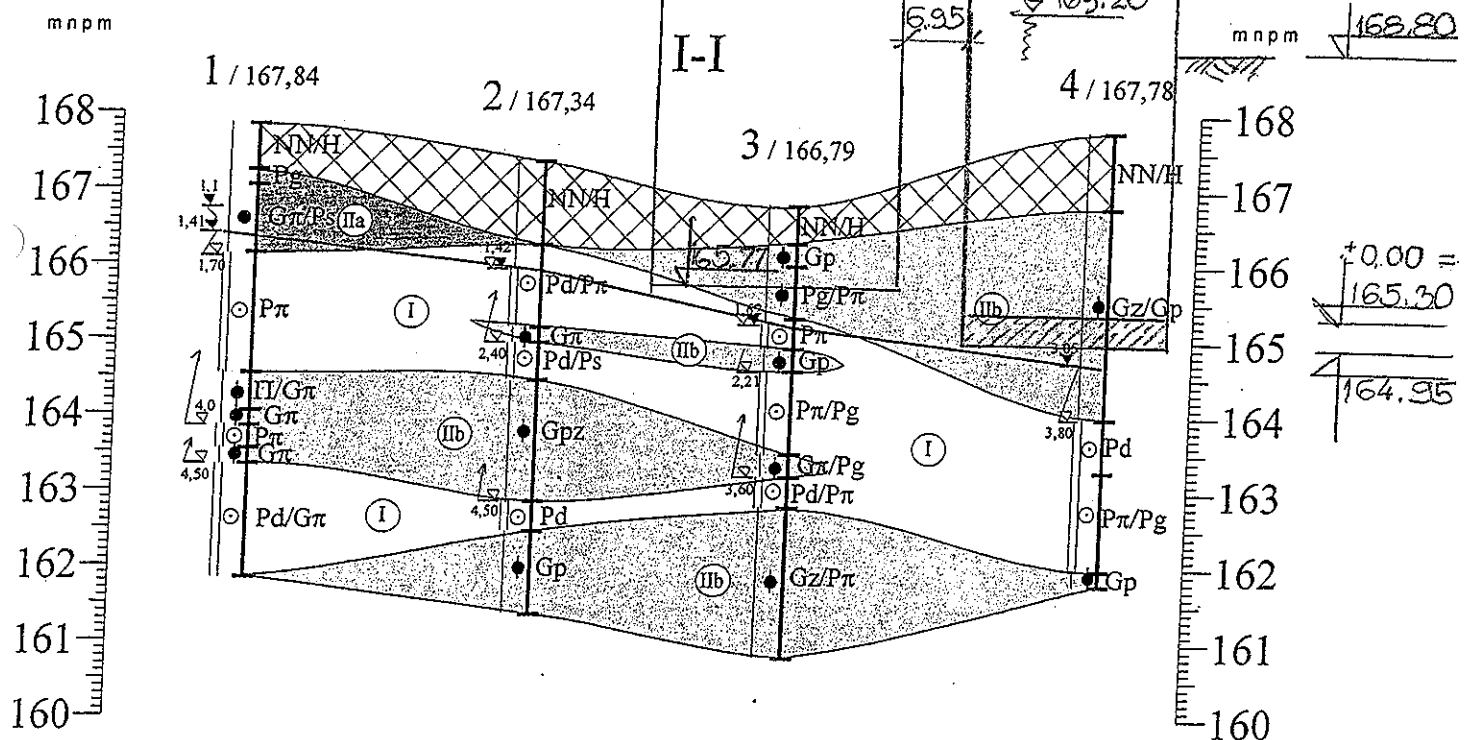 mnpm
I-I
6.95
mnpm
168.80
1 / 167,84
2 / 167,34
3 / 166,79
4 / 167,78
168
167
166
165
164
163
162
161
160
NN/H
Pg
Gπ/Ps
IIa
1,1
1,41
1,70
Pπ
I
4,0
4,50
Π/Gπ
Gπ
Pπ
Gπ
Pd/Gπ
I
NN/H
1,42
Pd/Pπ
Gπ
2,40
Pd/Ps
IIb
Gpz
4,50
Pd
Gp
NN/H
165.77
Gp
Pg/Pπ
Pπ
IIb
Gp
2,21
Pπ/Pg
Gπ/Pg
3,60
Pd/Pπ
IIb
Gz/Pπ
I
NN/H
IIb
Gz/Gp
3,80
Pd
Pπ/Pg
Gp
168
167
166
165
164
163
162
161
160
±0.00 =
165.30
164.95